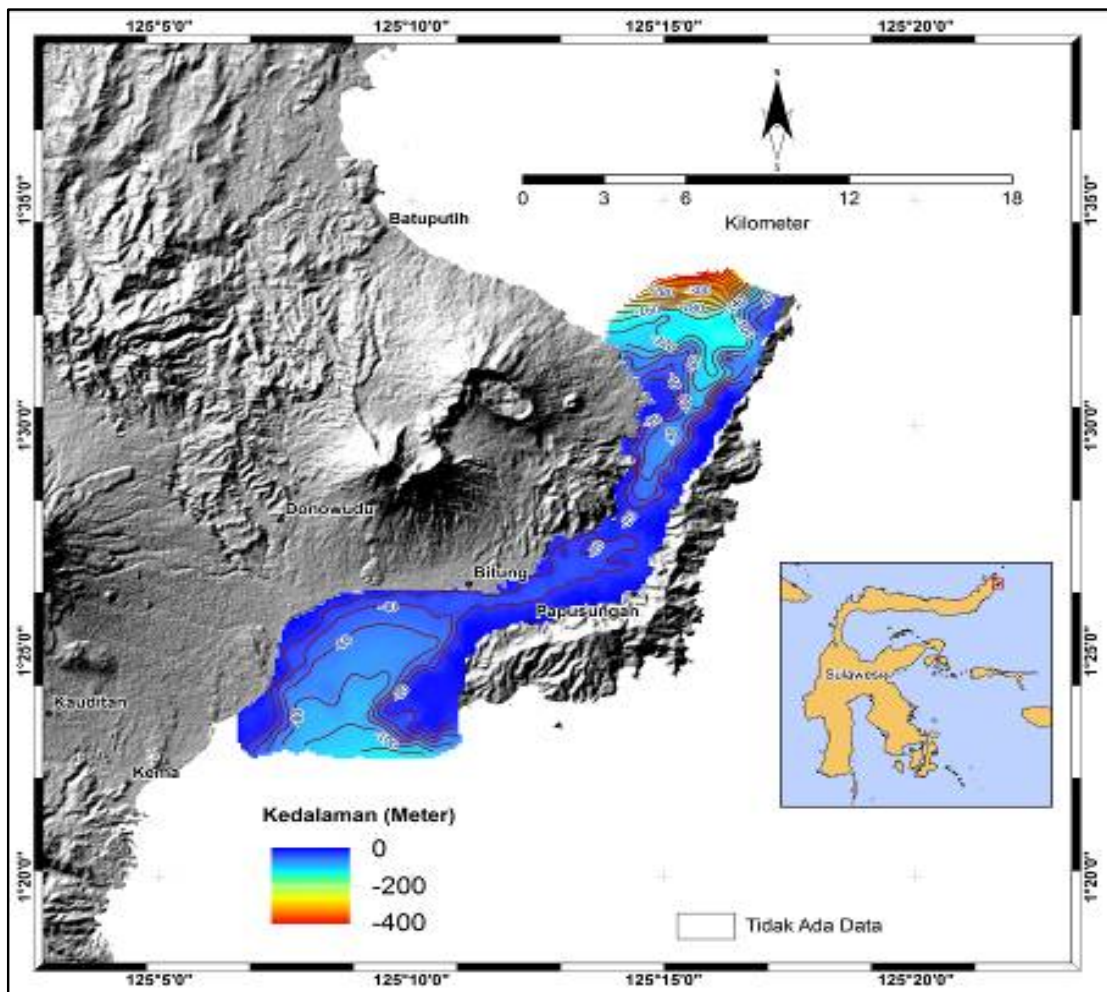 125°5'0" 125°10'0" 125°15'0" 125°20'0"
N
S
0 3 6 12 18
Kilometer
1°35'0" 1°35'0"
Batuputih
1°30'0" 1°30'0"
Donowudu
Bitung
Papusungan
1°25'0" 1°25'0"
Sulawesi
Kauditan
Kema
Kedalaman (Meter)
0
-200
-400
1°20'0" 1°20'0"
Tidak Ada Data
125°5'0" 125°10'0" 125°15'0" 125°20'0"